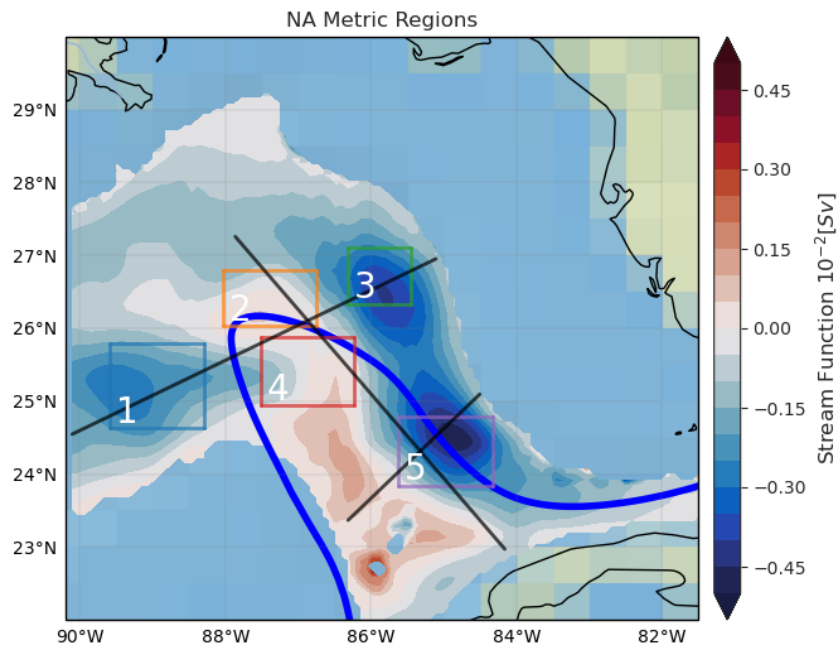 NA Metric Regions
29°N
28°N
27°N
26°N
25°N
24°N
23°N
90°W
88°W
86°W
84°W
82°W
1
2
3
4
5
0.45
0.30
0.15
0.00
−0.15
−0.30
−0.45
Stream Function 10⁻²[Sv]